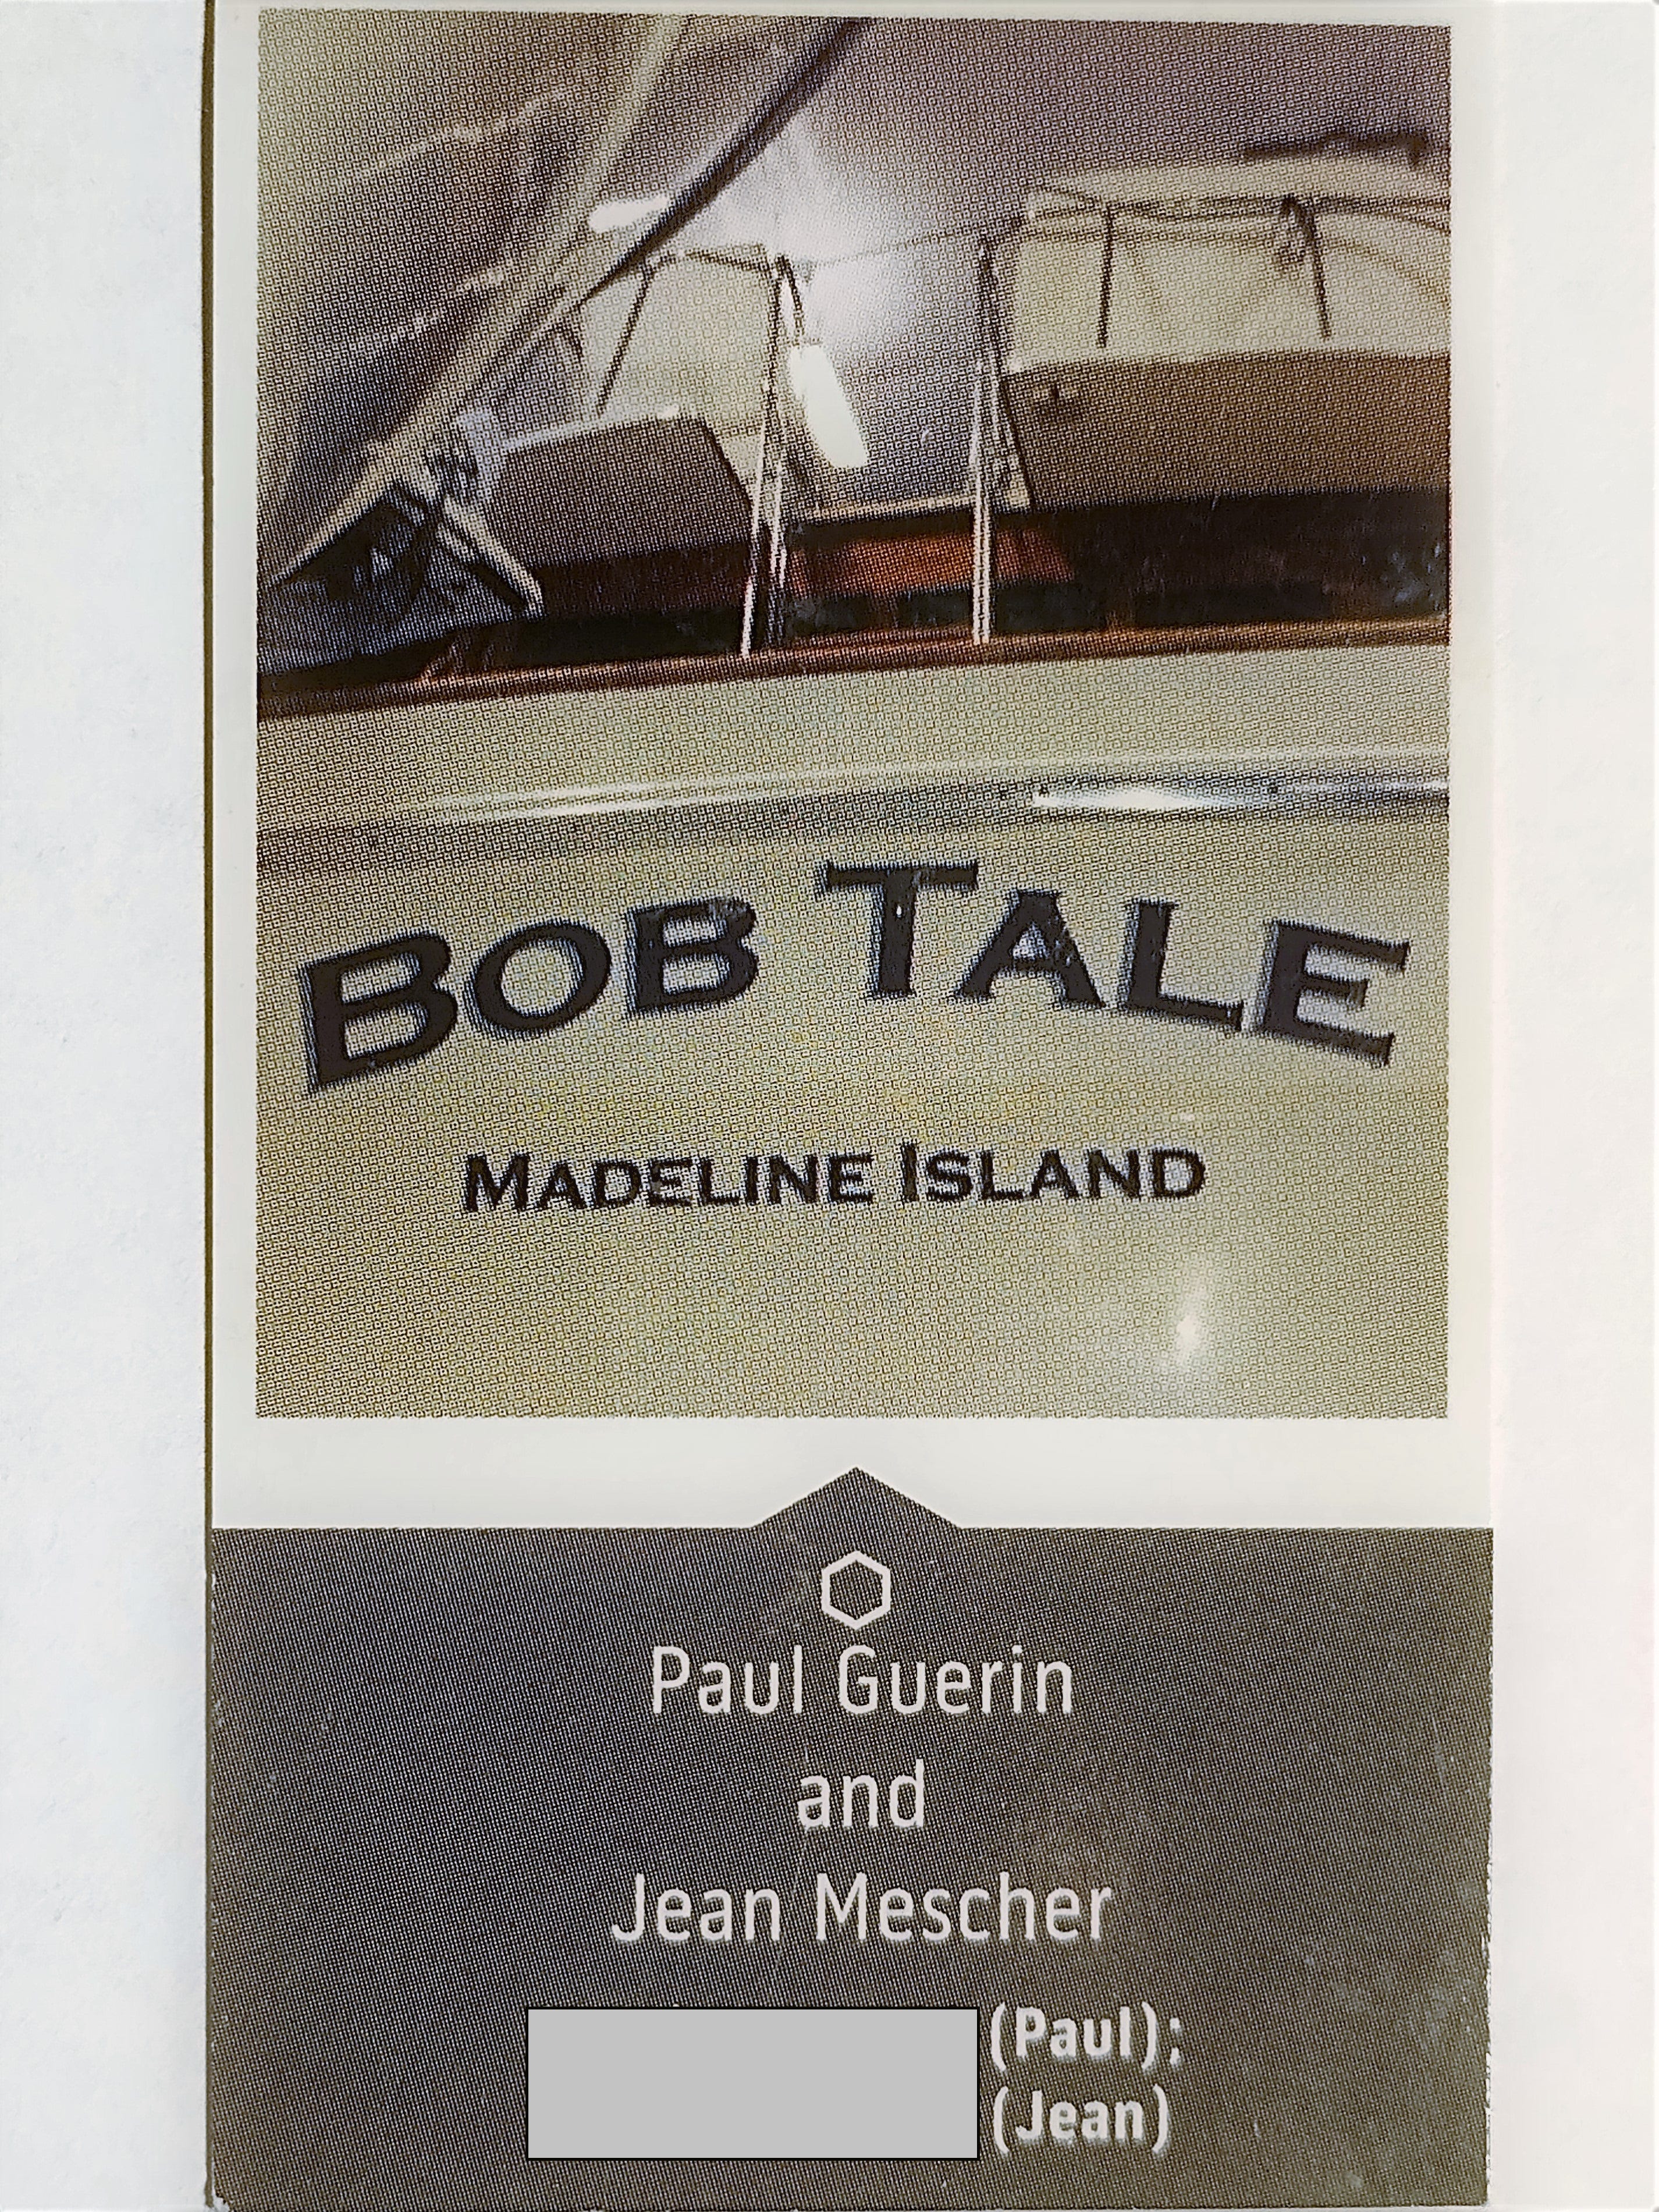 BOB TALE
MADELINE ISLAND
Paul Guerin
and
Jean Mescher
(Paul);
(Jean)